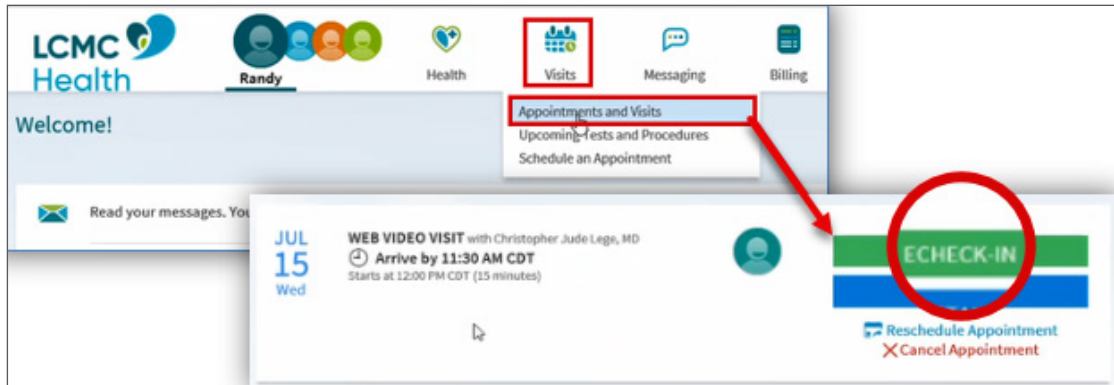 LCMC
Health
Randy
Health
Visits
Messaging
Billing
Welcome!
Appointments and Visits
Upcoming Tests and Procedures
Schedule an Appointment
Read your messages. You
JUL
15
Wed
WEB VIDEO VISIT with Christopher Jude Lege, MD
Arrive by 11:30 AM CDT
Starts at 12:00 PM CDT (15 minutes)
ECHECK-IN
Reschedule Appointment
Cancel Appointment